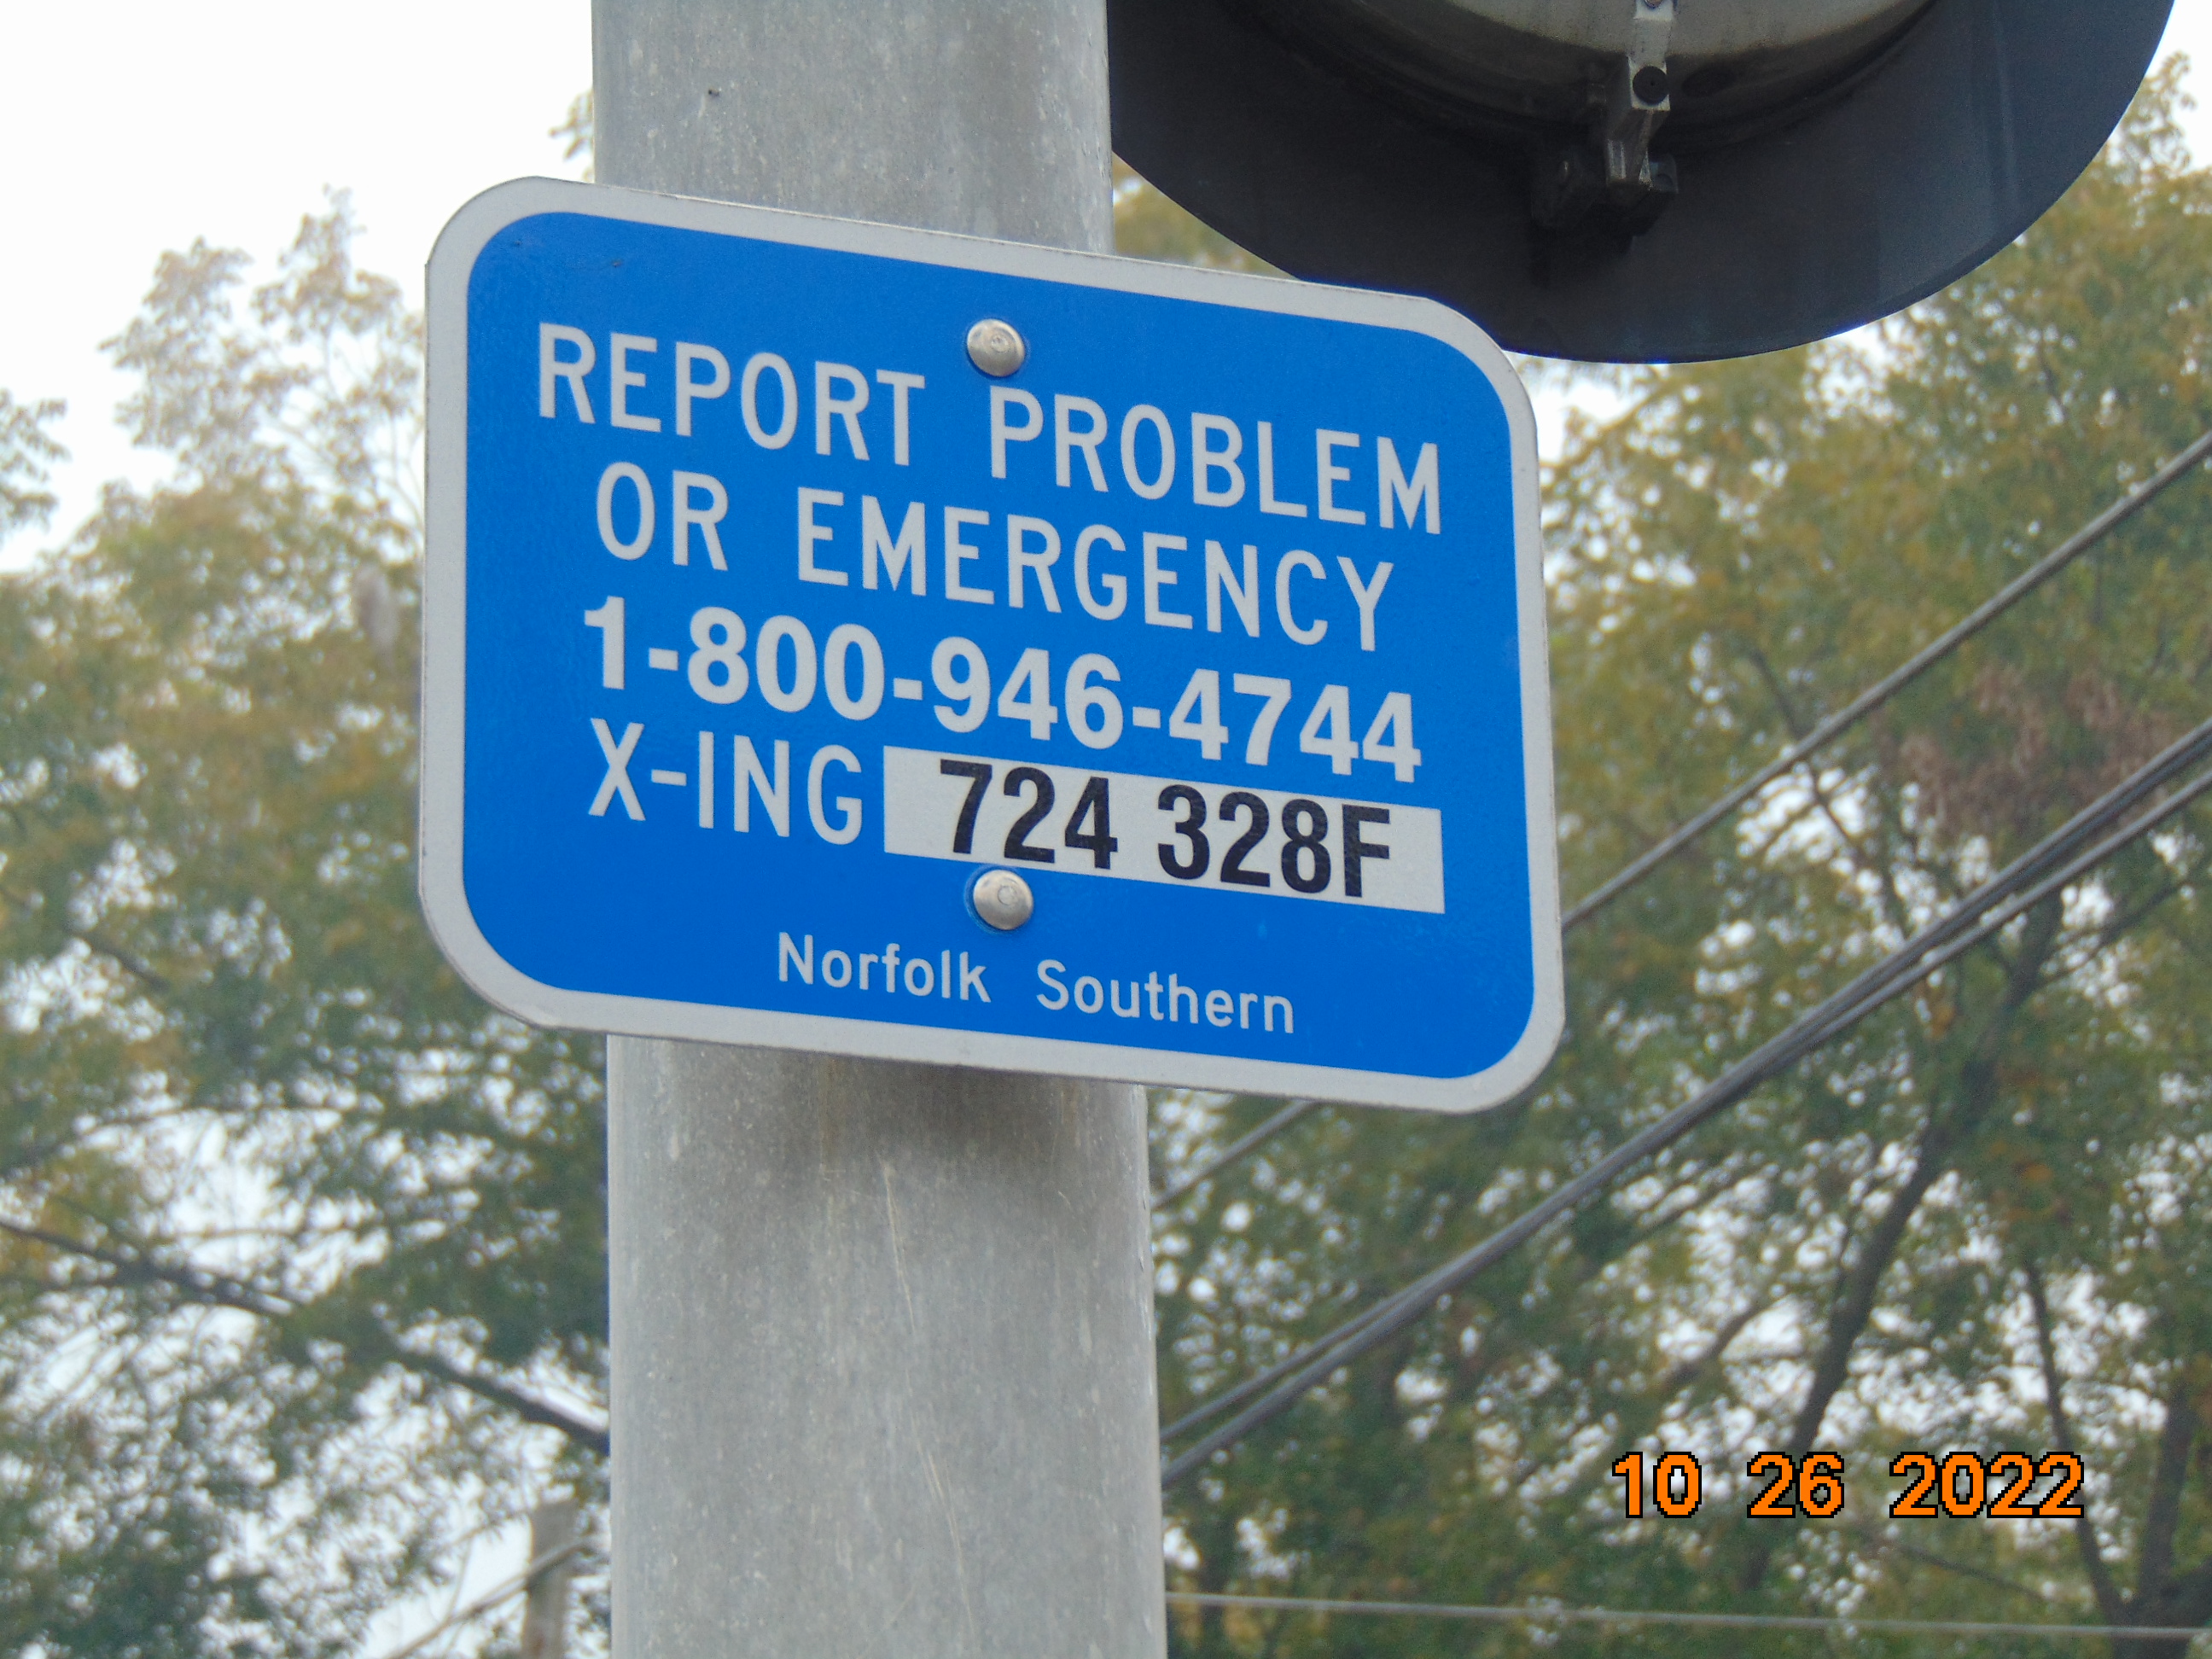 REPORT PROBLEM
OR EMERGENCY
1-800-946-4744
X-ING 724 328F
Norfolk Southern
10 26 2022